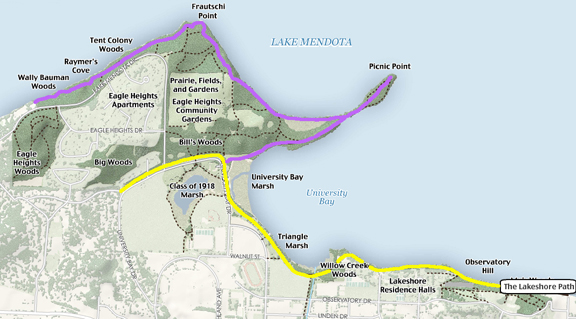 Frautschi
Point
LAKE MENDOTA
Tent Colony
Woods
Raymer's
Cove
Wally Bauman
Woods
Picnic Point
Prairie, Fields,
and Gardens
Eagle Heights
Apartments
Eagle Heights
Community
Gardens
EAGLE HEIGHTS DR
Bill's Woods
Eagle
Heights
Woods
Big Woods
University Bay
Marsh
Class of 1918
Marsh
University
Bay
Triangle
Marsh
WALNUT ST
Willow Creek
Woods
Observatory
Hill
Lakeshore
Residence Halls
The Lakeshore Path
OBSERVATORY DR
LINDEN DR